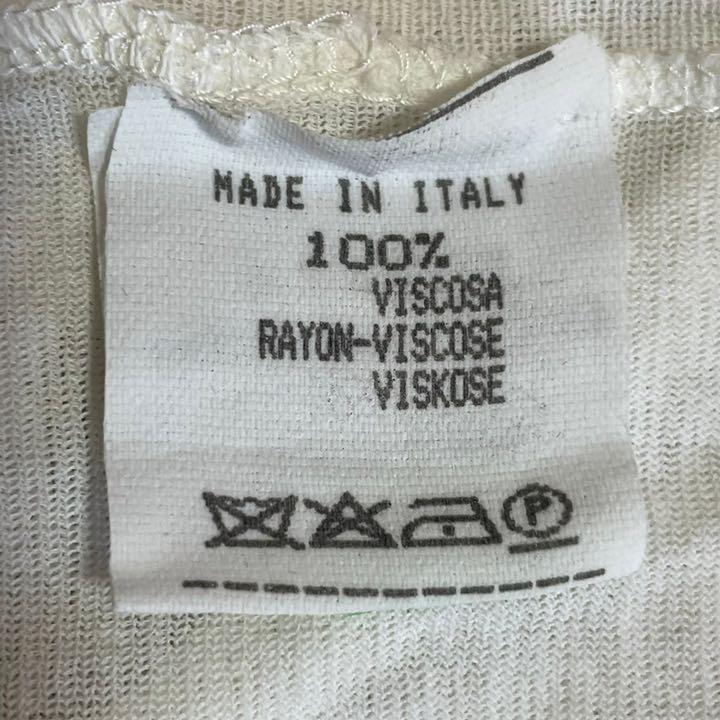 MADE IN ITALY
100%
VISCOSA
RAYON-VISCOSE
VISKOSE
P